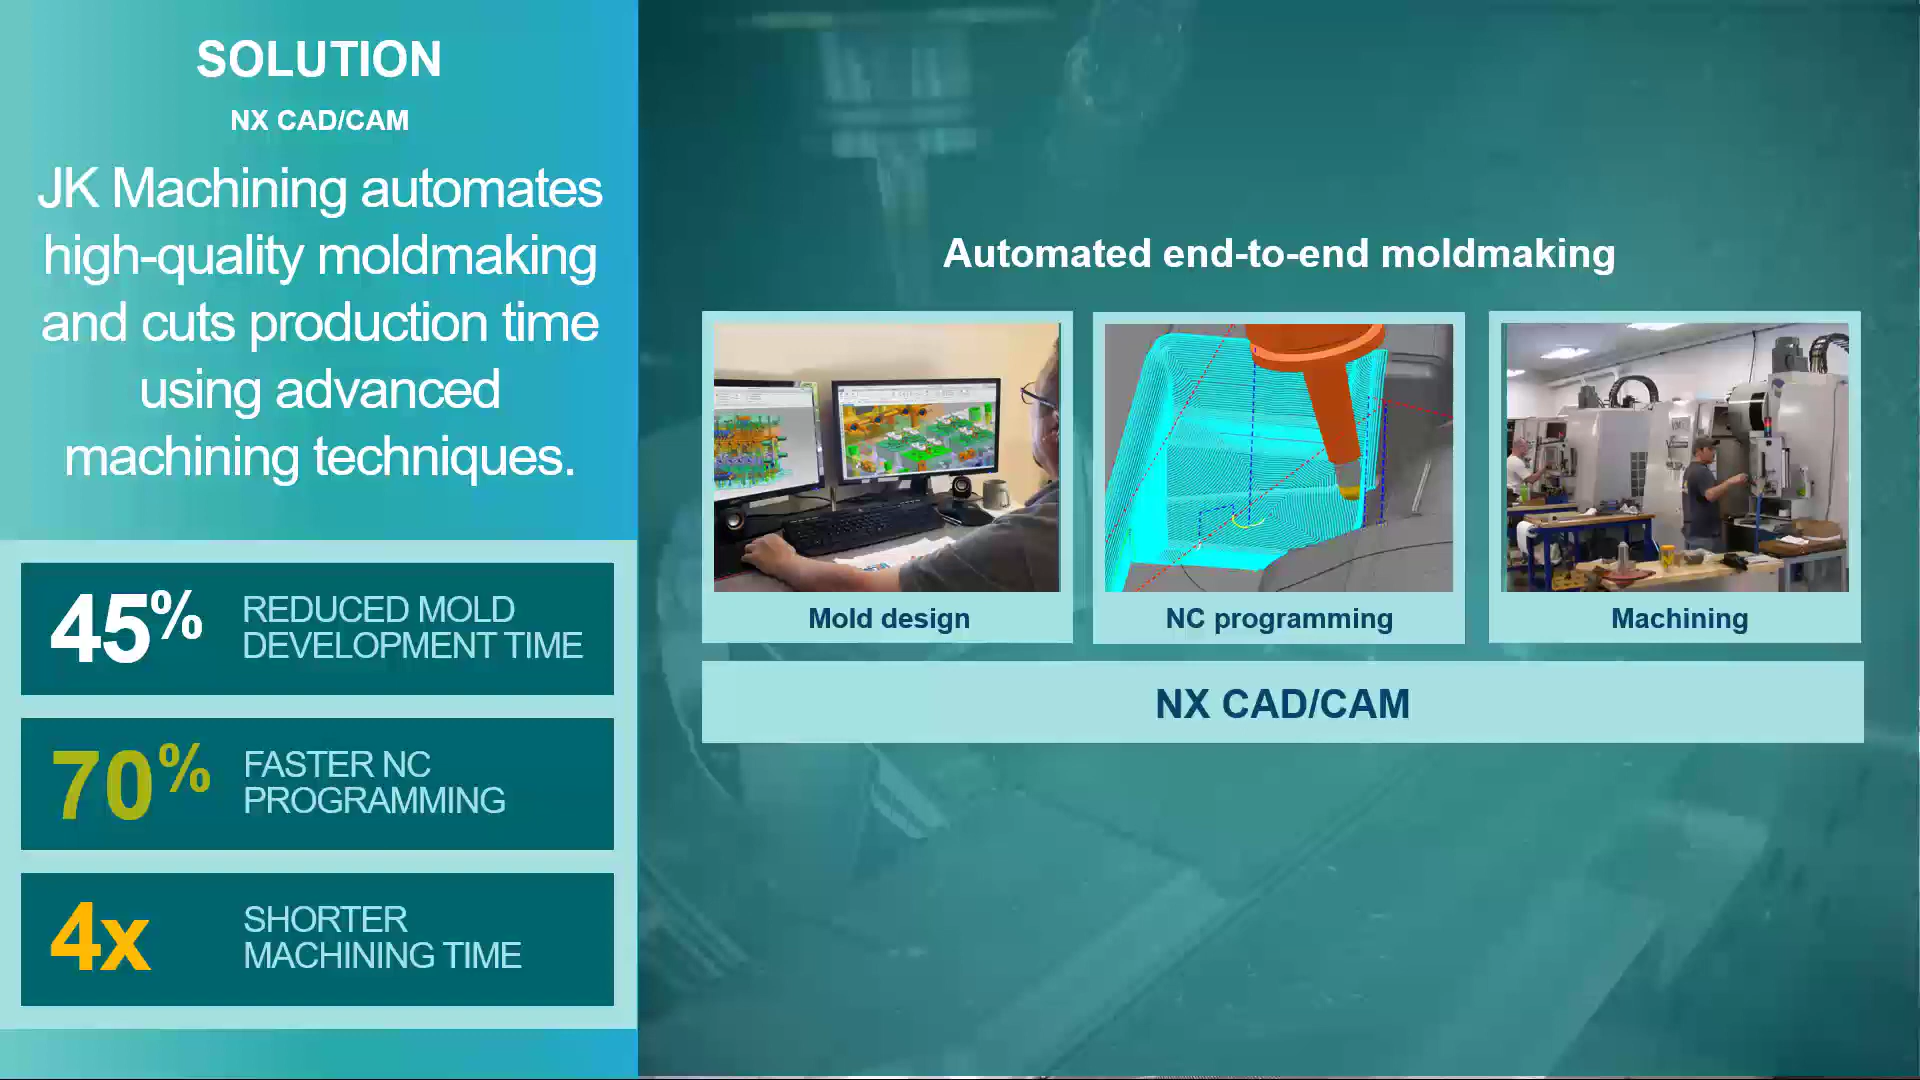 SOLUTION
NX CAD/CAM
JK Machining automates
high-quality moldmaking
and cuts production time
using advanced
machining techniques.
45%
REDUCED MOLD
DEVELOPMENT TIME
70%
FASTER NC
PROGRAMMING
4x
SHORTER
MACHINING TIME
Automated end-to-end moldmaking
Mold design
NC programming
Machining
NX CAD/CAM